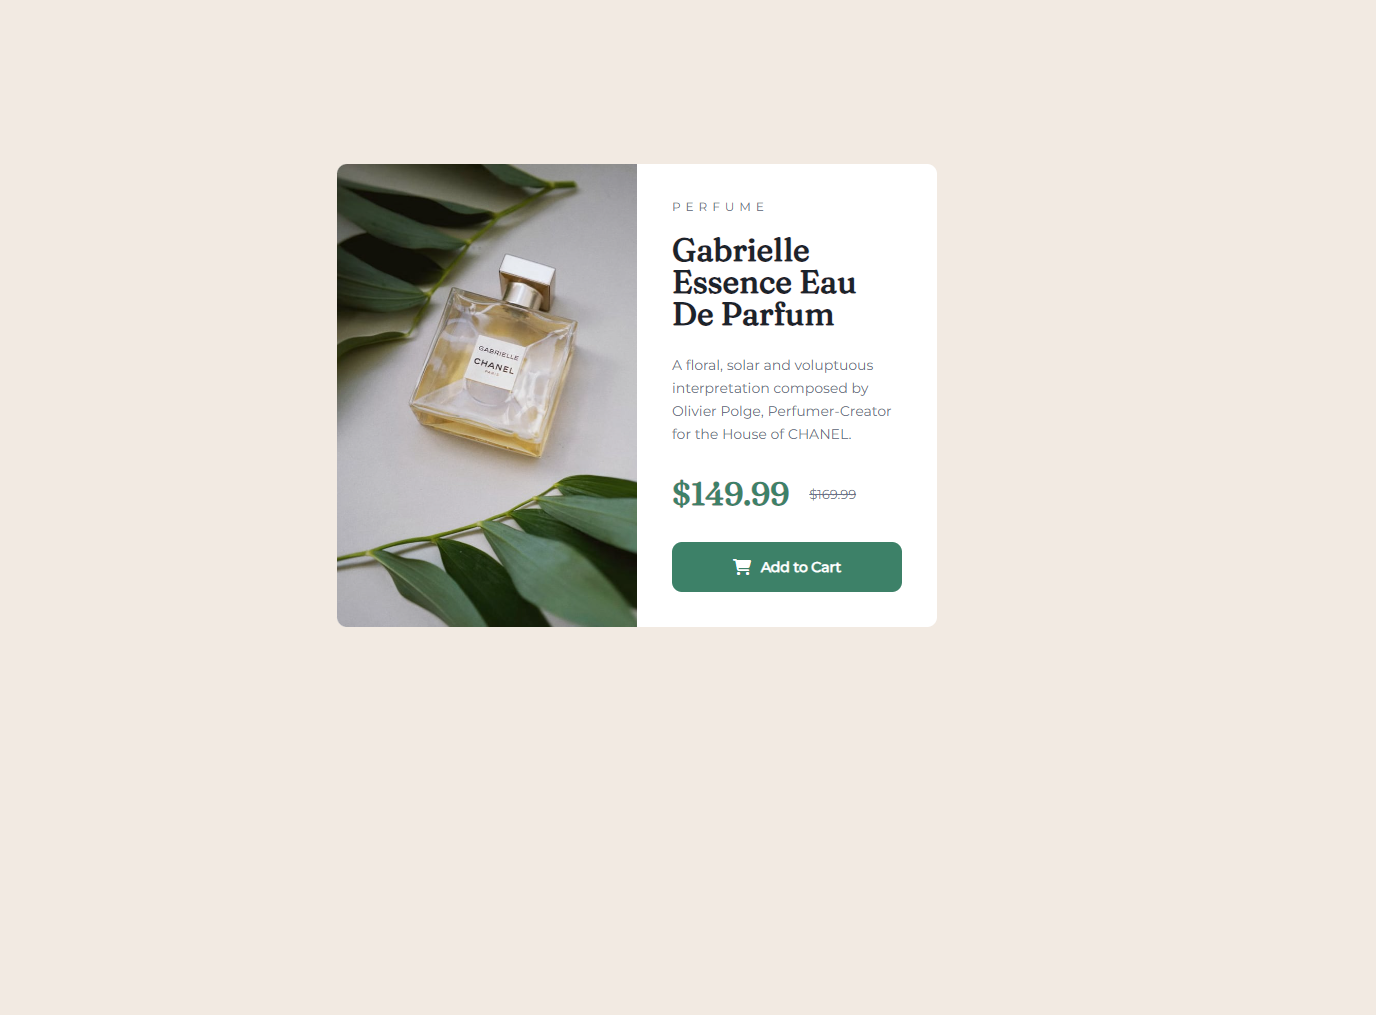 GABRIELLE
CHANEL
PARIS
PERFUME
Gabrielle
Essence Eau
De Parfum
A floral, solar and voluptuous
interpretation composed by
Olivier Polge, Perfumer-Creator
for the House of CHANEL.
$149.99 $169.99
Add to Cart